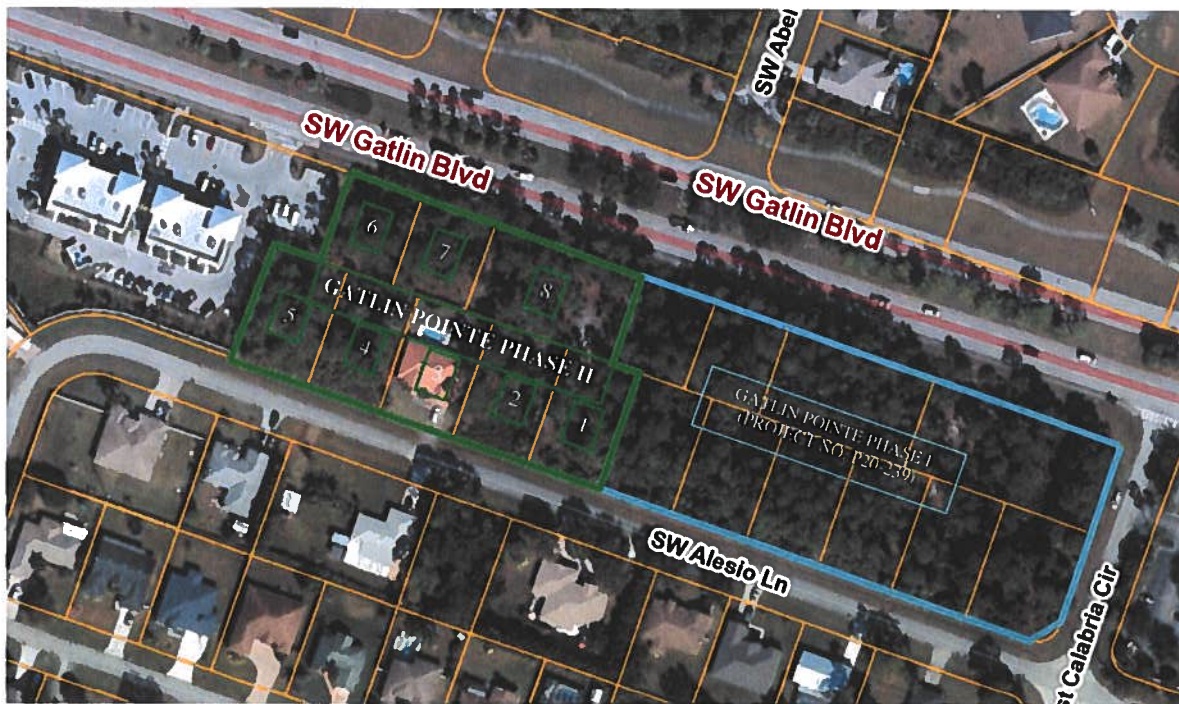 SW Abel
SW Gatlin Blvd
SW Gatlin Blvd
6
7
8
GATLIN POINTE PHASE II
5
4
2
1
GATLIN POINTE PHASE I
(PROJECT NO. P20-239)
SW Alesio Ln
st Calabria Cir